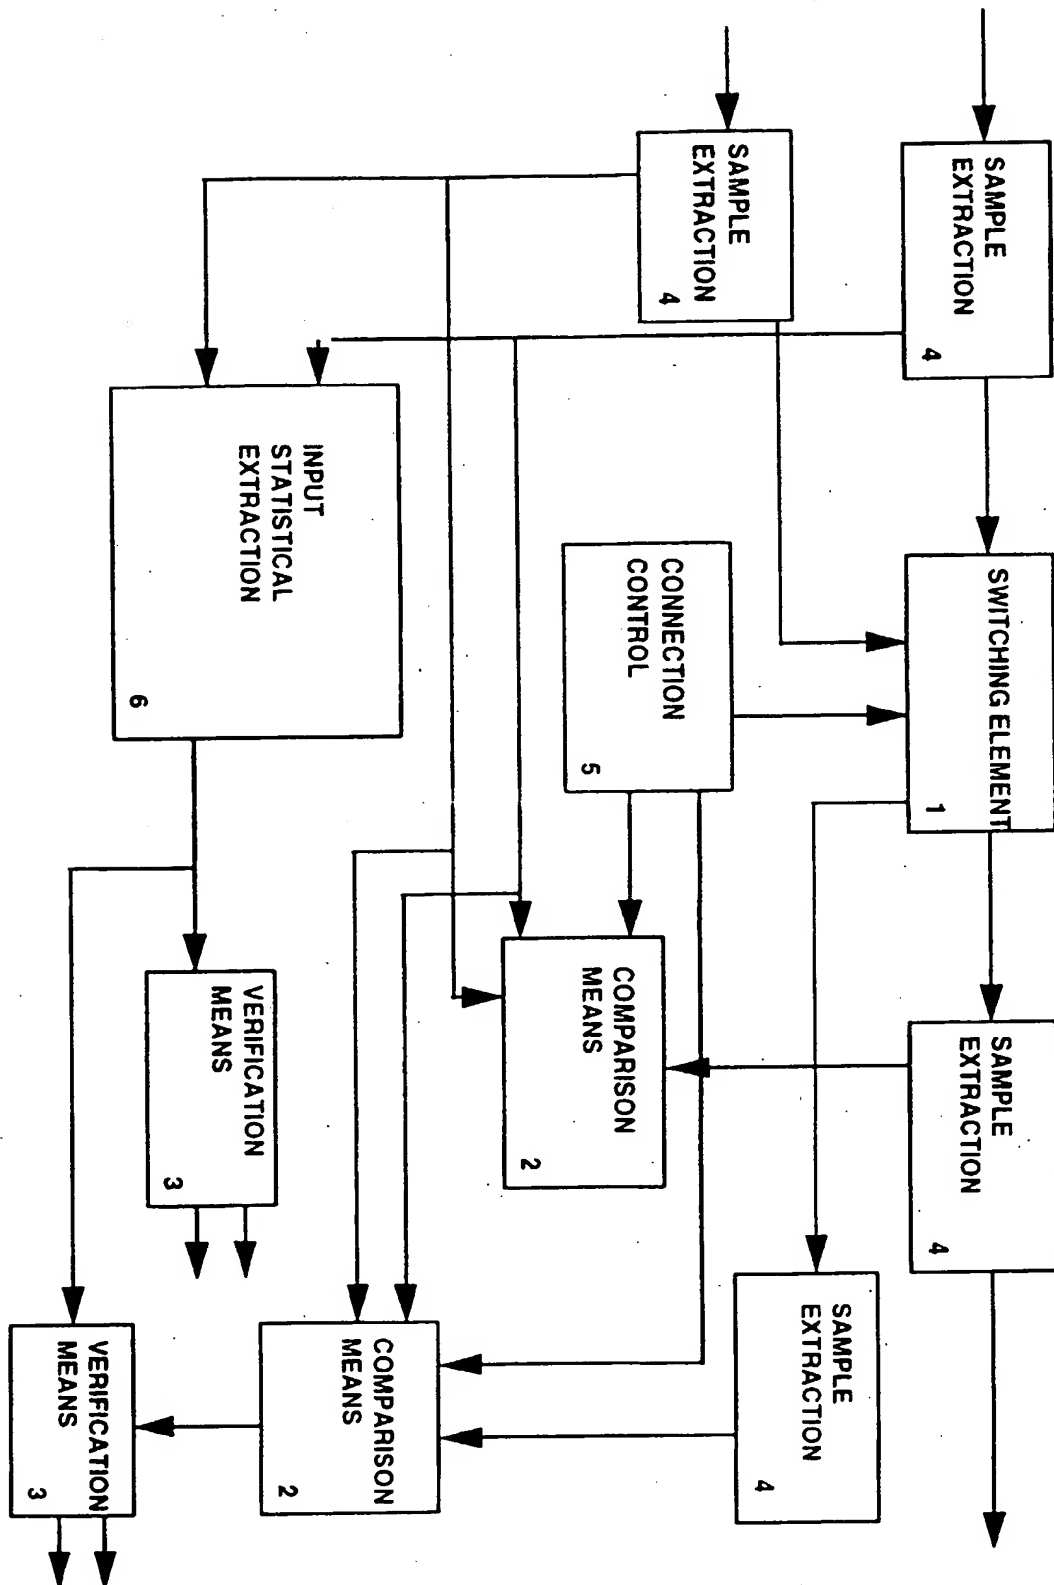 SAMPLE
EXTRACTION
4
SWITCHING ELEMENT
1
SAMPLE
EXTRACTION
4
SAMPLE
EXTRACTION
4
SAMPLE
EXTRACTION
4
CONNECTION
CONTROL
5
COMPARISON
MEANS
2
COMPARISON
MEANS
2
INPUT
STATISTICAL
EXTRACTION
6
VERIFICATION
MEANS
3
VERIFICATION
MEANS
3